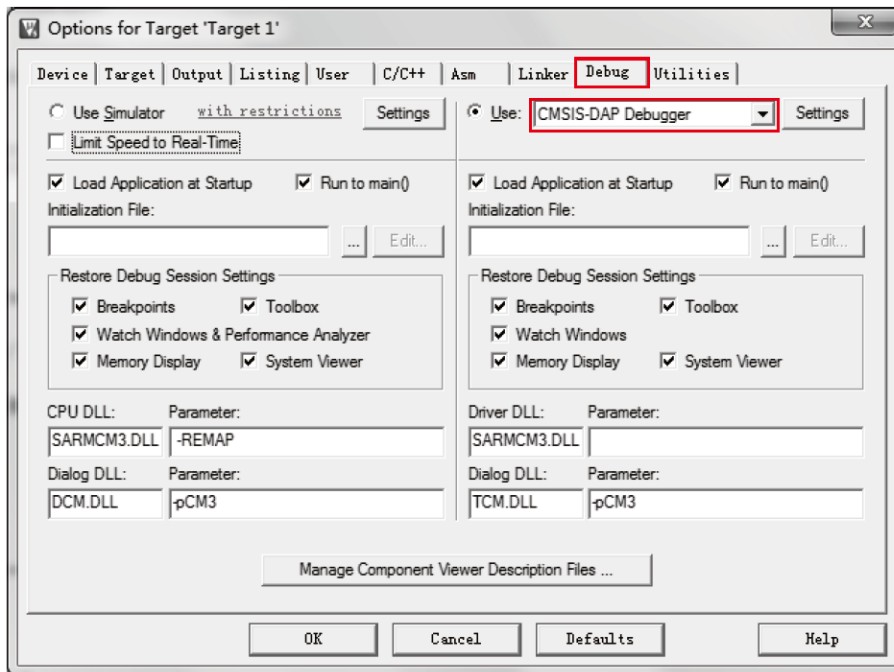 Options for Target 'Target 1'
Device Target Output Listing User C/C++ Asm Linker Debug Utilities
Use Simulator with restrictions Settings Use: CMSIS-DAP Debugger Settings
Limit Speed to Real-Time
Load Application at Startup Run to main() Load Application at Startup Run to main()
Initialization File: Initialization File:
... Edit... ... Edit...
Restore Debug Session Settings Restore Debug Session Settings
Breakpoints Toolbox Breakpoints Toolbox
Watch Windows & Performance Analyzer Watch Windows
Memory Display System Viewer Memory Display System Viewer
CPU DLL: Parameter: Driver DLL: Parameter:
SARMCM3.DLL -REMAP SARMCM3.DLL
Dialog DLL: Parameter: Dialog DLL: Parameter:
DCM.DLL -pCM3 TCM.DLL -pCM3
Manage Component Viewer Description Files ...
OK Cancel Defaults Help